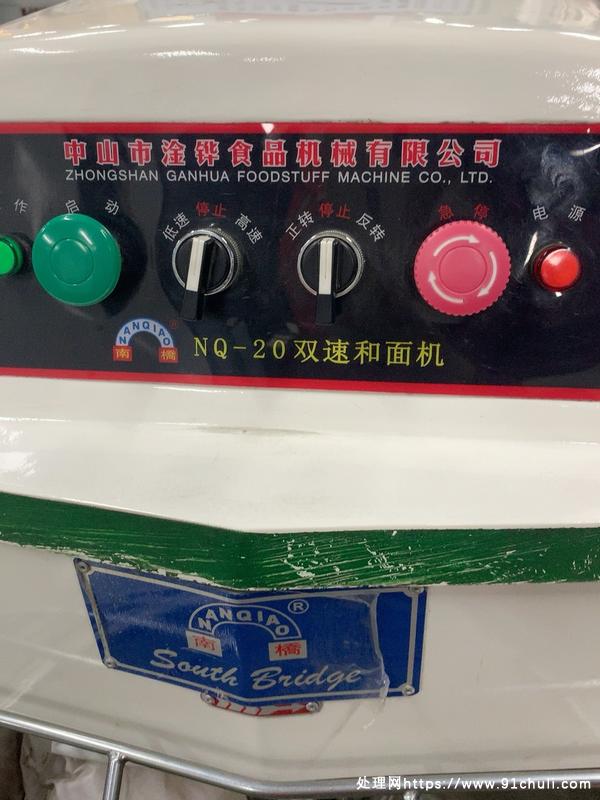 中山市淦铧食品机械有限公司
ZHONGSHAN GANHUA FOODSTUFF MACHINE CO., LTD.
作 启动 低速 停止 高速 正转 停止 反转 急停 电源
NANQIAO
®
南 橋
NQ-20双速和面机
NANQIAO
®
南 橋
South Bridge
处理网https://www.91chuli.com